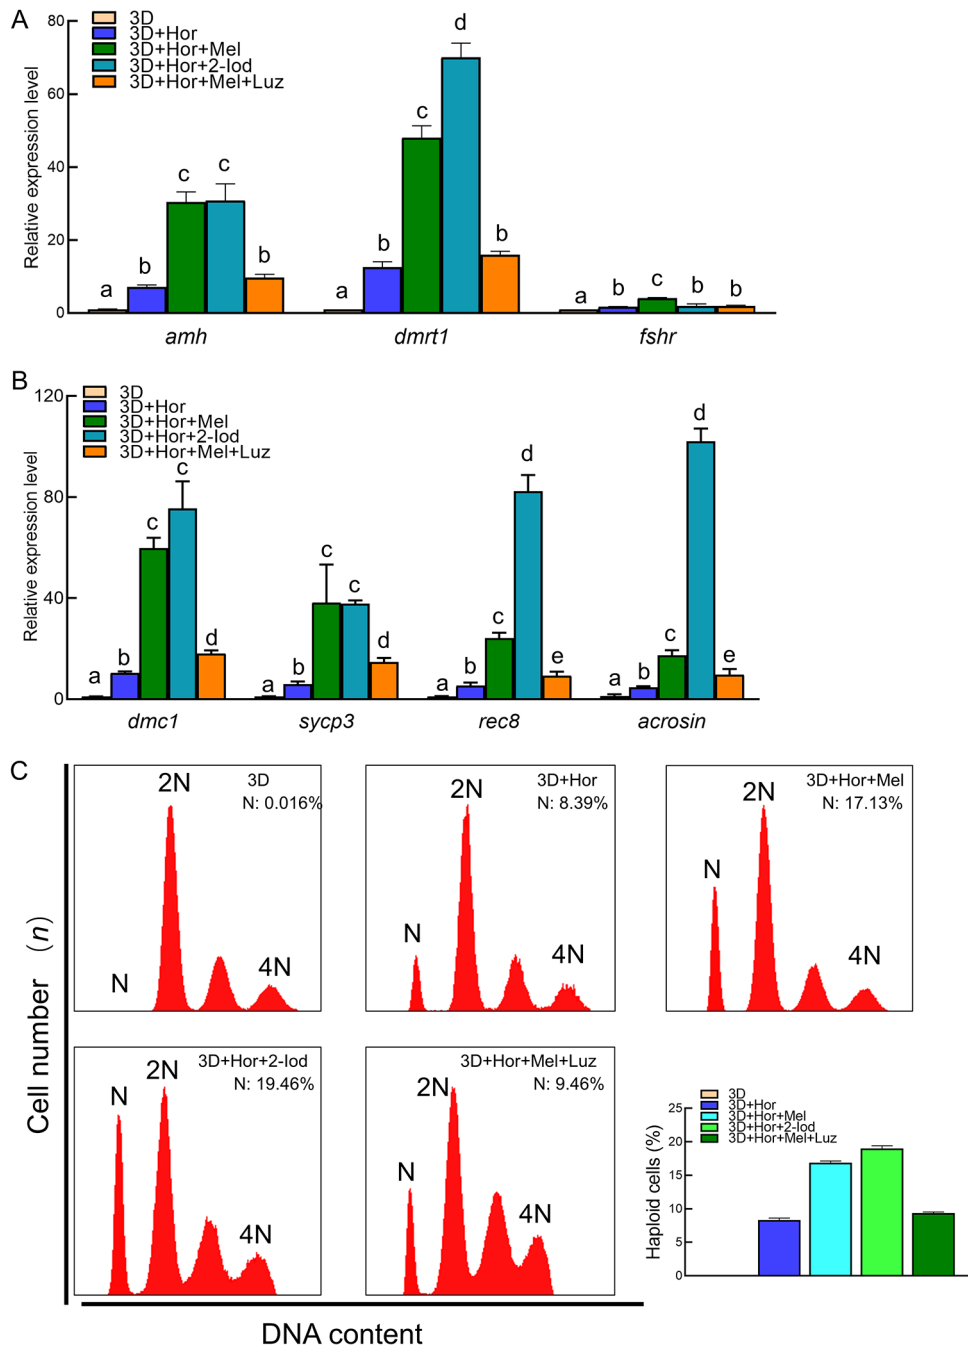 A
3D
3D+Hor
3D+Hor+Mel
3D+Hor+2-Iod
3D+Hor+Mel+Luz
Relative expression level
80
60
40
20
0
a b c c b
a b c d b
a b c b b
amh dmrt1 fshr
B
3D
3D+Hor
3D+Hor+Mel
3D+Hor+2-Iod
3D+Hor+Mel+Luz
Relative expression level
120
80
40
0
a b c c d
a b c c d
a b c d e
a b c d e
dmc1 sycp3 rec8 acrosin
C
Cell number (n)
3D
N: 0.016%
N 2N 4N
3D+Hor
N: 8.39%
N 2N 4N
3D+Hor+Mel
N: 17.13%
N 2N 4N
3D+Hor+2-Iod
N: 19.46%
N 2N 4N
3D+Hor+Mel+Luz
N: 9.46%
N 2N 4N
DNA content
3D
3D+Hor
3D+Hor+Mel
3D+Hor+2-Iod
3D+Hor+Mel+Luz
Haploid cells (%)
25
20
15
10
5
0